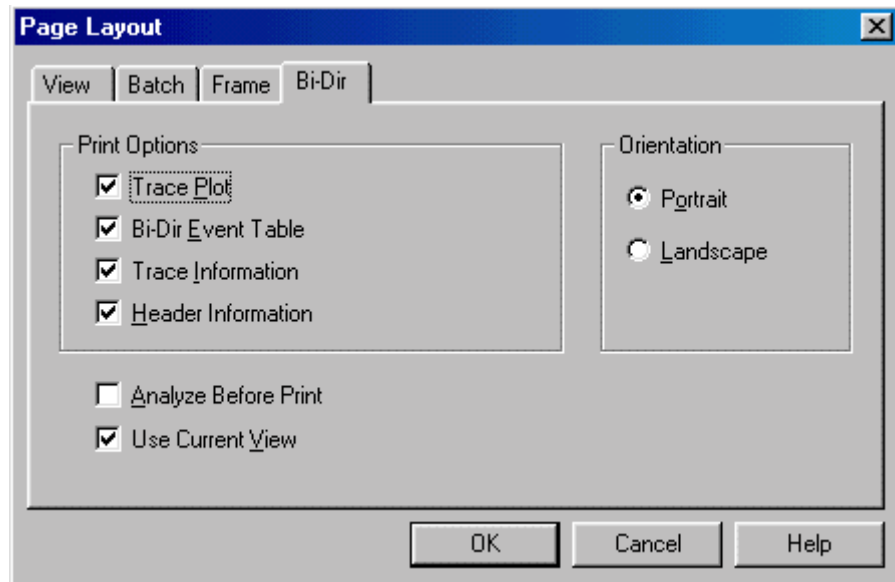 Page Layout
View Batch Frame Bi-Dir
Print Options
Trace Plot
Bi-Dir Event Table
Trace Information
Header Information
Orientation
Portrait
Landscape
Analyze Before Print
Use Current View
OK Cancel Help